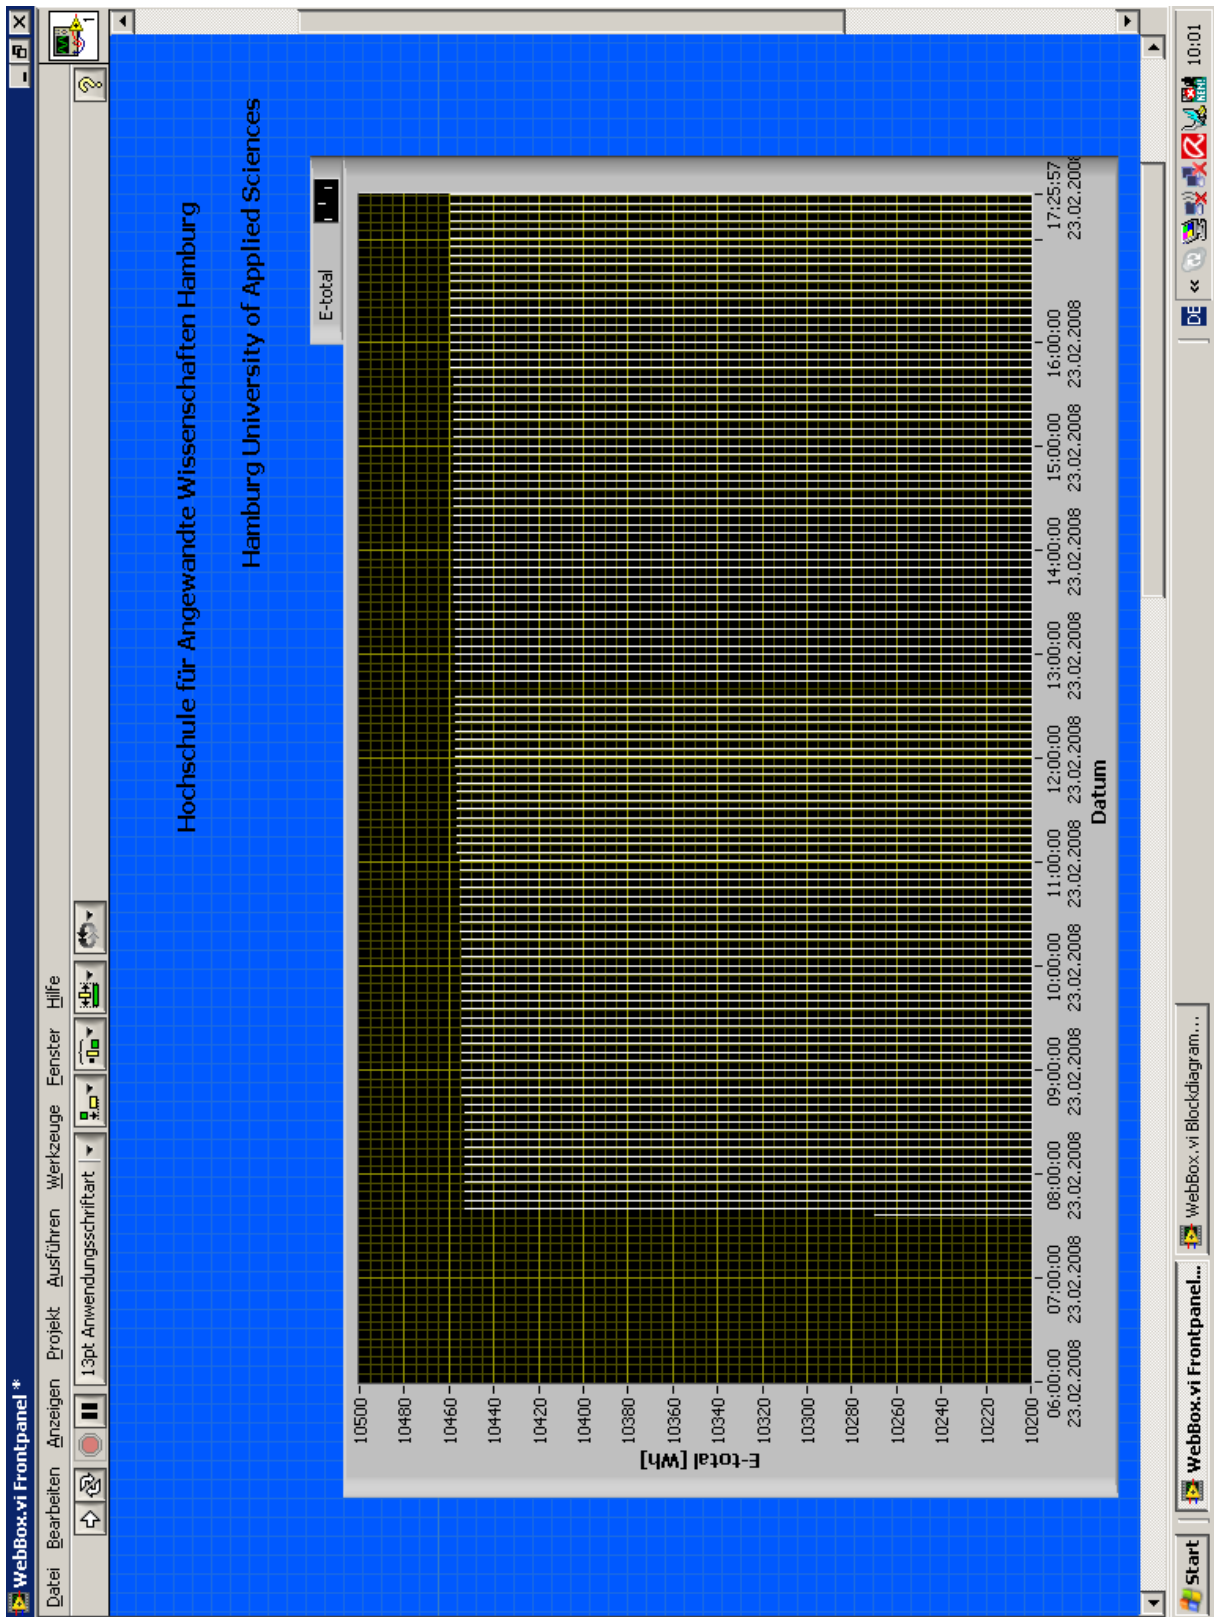 WebBox.vi Frontpanel *
Datei Bearbeiten Anzeigen Projekt Ausführen Werkzeuge Fenster Hilfe
13pt Anwendungsschriftart
1
Hochschule für Angewandte Wissenschaften Hamburg
Hamburg University of Applied Sciences
E-total
10500
10480
10460
10440
10420
10400
10380
10360
10340
10320
10300
10280
10260
10240
10220
10200
E-total [Wh]
06:00:00 07:00:00 08:00:00 09:00:00 10:00:00 11:00:00 12:00:00 13:00:00 14:00:00 15:00:00 16:00:00 17:25:57
23.02.2008 23.02.2008 23.02.2008 23.02.2008 23.02.2008 23.02.2008 23.02.2008 23.02.2008 23.02.2008 23.02.2008 23.02.2008 23.02.2008
Datum
Start WebBox.vi Frontpanel... WebBox.vi Blockdiagram... DE « KEN! 10:01